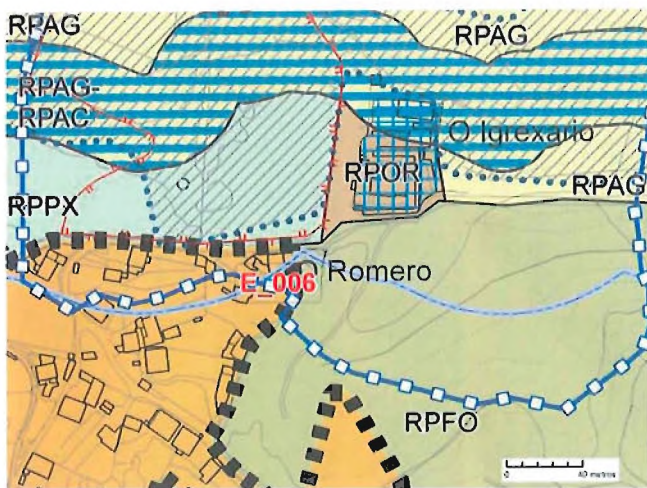 RPAG
RPAG
RPAG-
RPAC
O Igrexario
RPOR
RPAG
RPPX
Romero
E_006
RPFO
0 40 metros